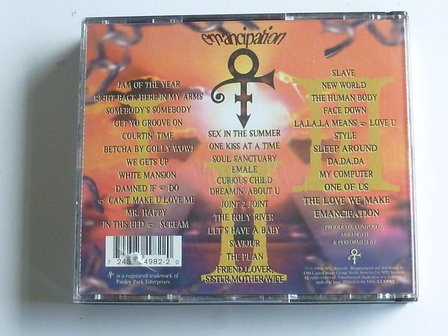 emancipation
JAM OF THE YEAR
RIGHT BACK HERE IN MY ARMS
SOMEBODY'S SOMEBODY
GET YO GROOVE ON
COURTIN' TIME
BETCHA BY GOLLY WOW!
WE GETS UP
WHITE MANSION
DAMNED IF DO
CAN'T MAKE U LOVE ME
MR. HAPPY
IN THIS BED SCREAM
SEX IN THE SUMMER
ONE KISS AT A TIME
SOUL SANCTUARY
EMALE
CURIOUS CHILD
DREAMIN' ABOUT U
JOINT 2 JOINT
THE HOLY RIVER
LET'S HAVE A BABY
SAVIOUR
THE PLAN
FRIEND, LOVER,
SISTER, MOTHER/WIFE
SLAVE
NEW WORLD
THE HUMAN BODY
FACE DOWN
LA, LA, LA MEANS LOVE U
STYLE
SLEEP AROUND
DA, DA, DA
MY COMPUTER
ONE OF US
THE LOVE WE MAKE
EMANCIPATION
PRODUCED, COMPOSED,
ARRANGED
& PERFORMED BY
is a registered trademark of
Paisley Park Enterprises